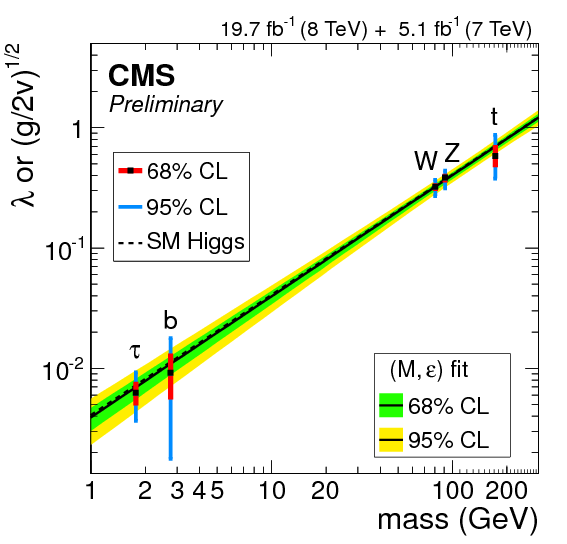 19.7 fb⁻¹ (8 TeV) + 5.1 fb⁻¹ (7 TeV)
CMS
Preliminary
λ or (g/2v)^1/2
68% CL
95% CL
SM Higgs
W
Z
t
τ
b
1
10⁻¹
10⁻²
(M, ε) fit
68% CL
95% CL
1 2 3 4 5 10 20 100 200
mass (GeV)